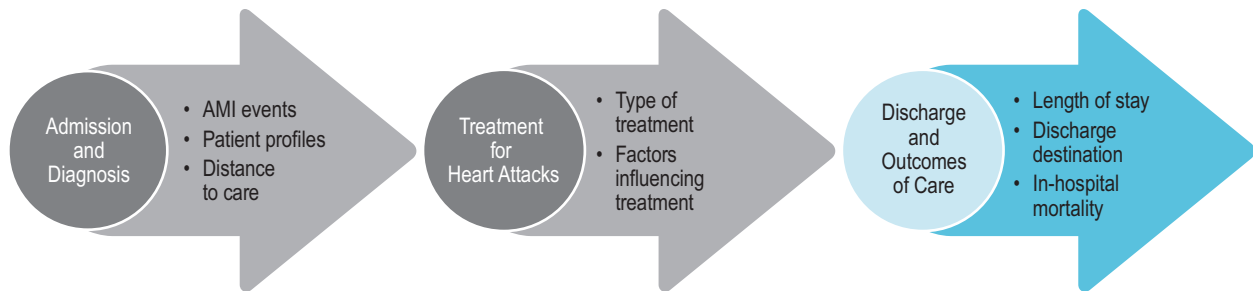 Admission
and
Diagnosis
• AMI events
• Patient profiles
• Distance
to care
Treatment
for
Heart Attacks
• Type of
treatment
• Factors
influencing
treatment
Discharge
and
Outcomes
of Care
• Length of stay
• Discharge
destination
• In-hospital
mortality